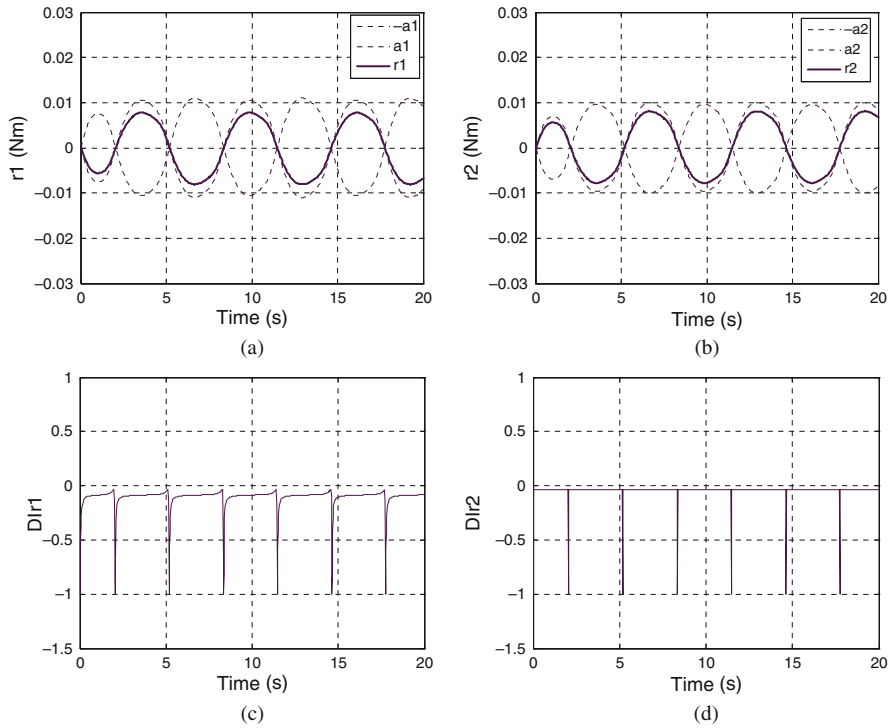 0.03
0.02
0.01
0
−0.01
−0.02
−0.03
r1 (Nm)
−a1
a1
r1
0 5 10 15 20
Time (s)
(a)
0.03
0.02
0.01
0
−0.01
−0.02
−0.03
r2 (Nm)
−a2
a2
r2
0 5 10 15 20
Time (s)
(b)
1
0.5
0
−0.5
−1
−1.5
DIr1
0 5 10 15 20
Time (s)
(c)
1
0.5
0
−0.5
−1
−1.5
DIr2
0 5 10 15 20
Time (s)
(d)